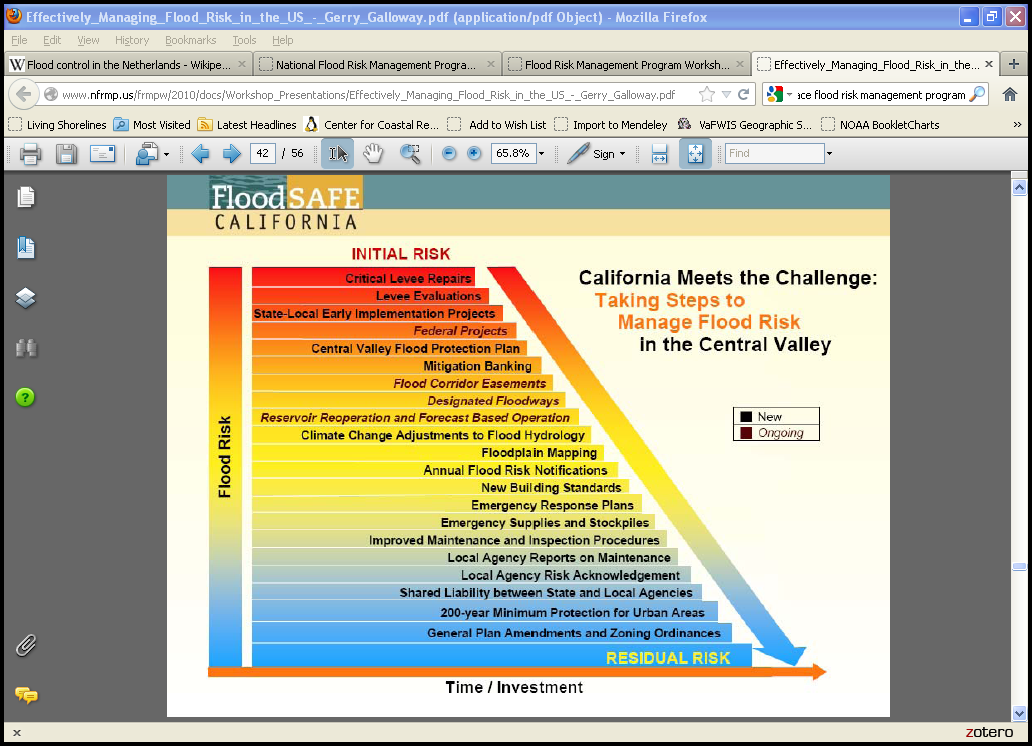 Effectively_Managing_Flood_Risk_in_the_US_-_Gerry_Galloway.pdf (application/pdf Object) - Mozilla Firefox
File Edit View History Bookmarks Tools Help
W Flood control in the Netherlands - Wikipe... National Flood Risk Management Progra... Flood Risk Management Program Worksh... Effectively_Managing_Flood_Risk_in_the...
www.nfrmp.us/frmpw/2010/docs/Workshop_Presentations/Effectively_Managing_Flood_Risk_in_the_US_-_Gerry_Galloway.pdf ace flood risk management program
Living Shorelines Most Visited Latest Headlines Center for Coastal Re... Add to Wish List Import to Mendeley VaFWIS Geographic S... NOAA BookletCharts »
42 / 56 65.8% Sign Find
FloodSAFE
CALIFORNIA
INITIAL RISK
California Meets the Challenge:
Taking Steps to
Manage Flood Risk
in the Central Valley
Critical Levee Repairs
Levee Evaluations
State-Local Early Implementation Projects
Federal Projects
Central Valley Flood Protection Plan
Mitigation Banking
Flood Corridor Easements
Designated Floodways
Reservoir Reoperation and Forecast Based Operation
Climate Change Adjustments to Flood Hydrology
Floodplain Mapping
Annual Flood Risk Notifications
New Building Standards
Emergency Response Plans
Emergency Supplies and Stockpiles
Improved Maintenance and Inspection Procedures
Local Agency Reports on Maintenance
Local Agency Risk Acknowledgement
Shared Liability between State and Local Agencies
200-year Minimum Protection for Urban Areas
General Plan Amendments and Zoning Ordinances
RESIDUAL RISK
Flood Risk
New
Ongoing
Time / Investment
zotero